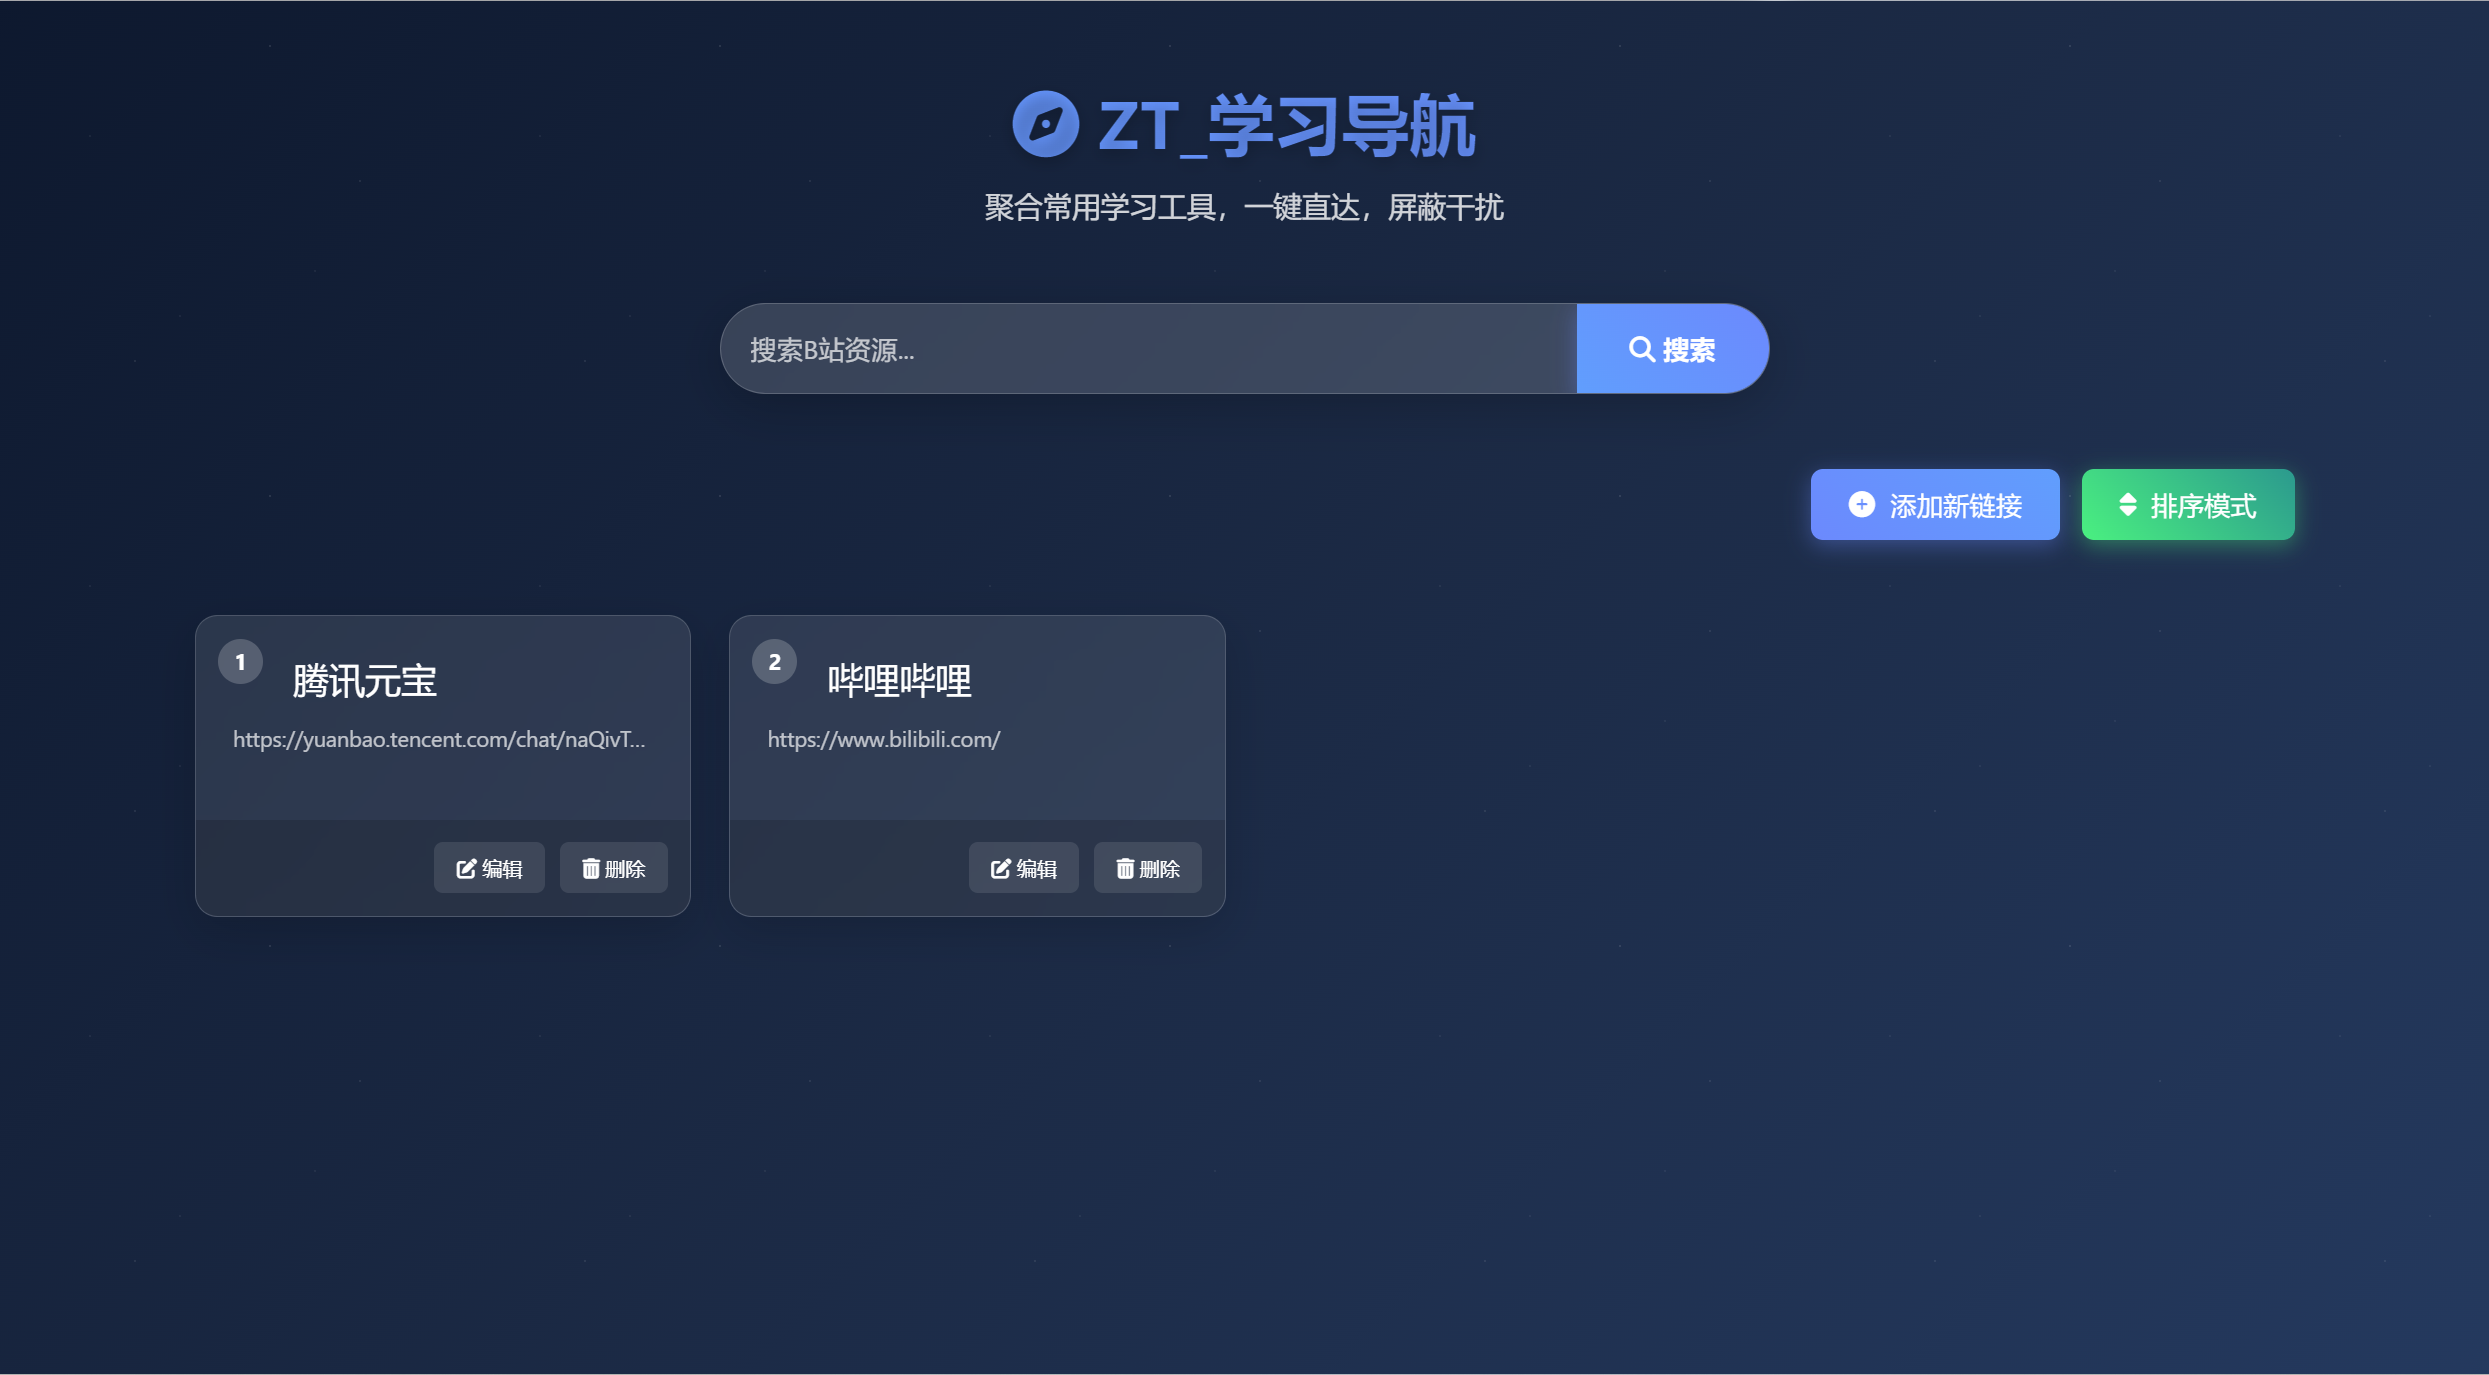 ZT_学习导航
聚合常用学习工具，一键直达，屏蔽干扰
搜索B站资源...
搜索
添加新链接
排序模式
1
腾讯元宝
https://yuanbao.tencent.com/chat/naQivT...
编辑
删除
2
哔哩哔哩
https://www.bilibili.com/
编辑
删除